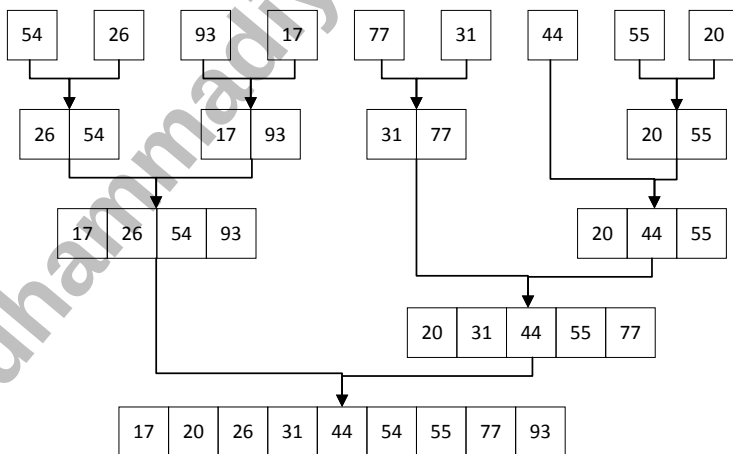 54 26 93 17 77 31 44 55 20
26 54 17 93 31 77 20 55
17 26 54 93 20 44 55
20 31 44 55 77
17 20 26 31 44 54 55 77 93
dhammadiy